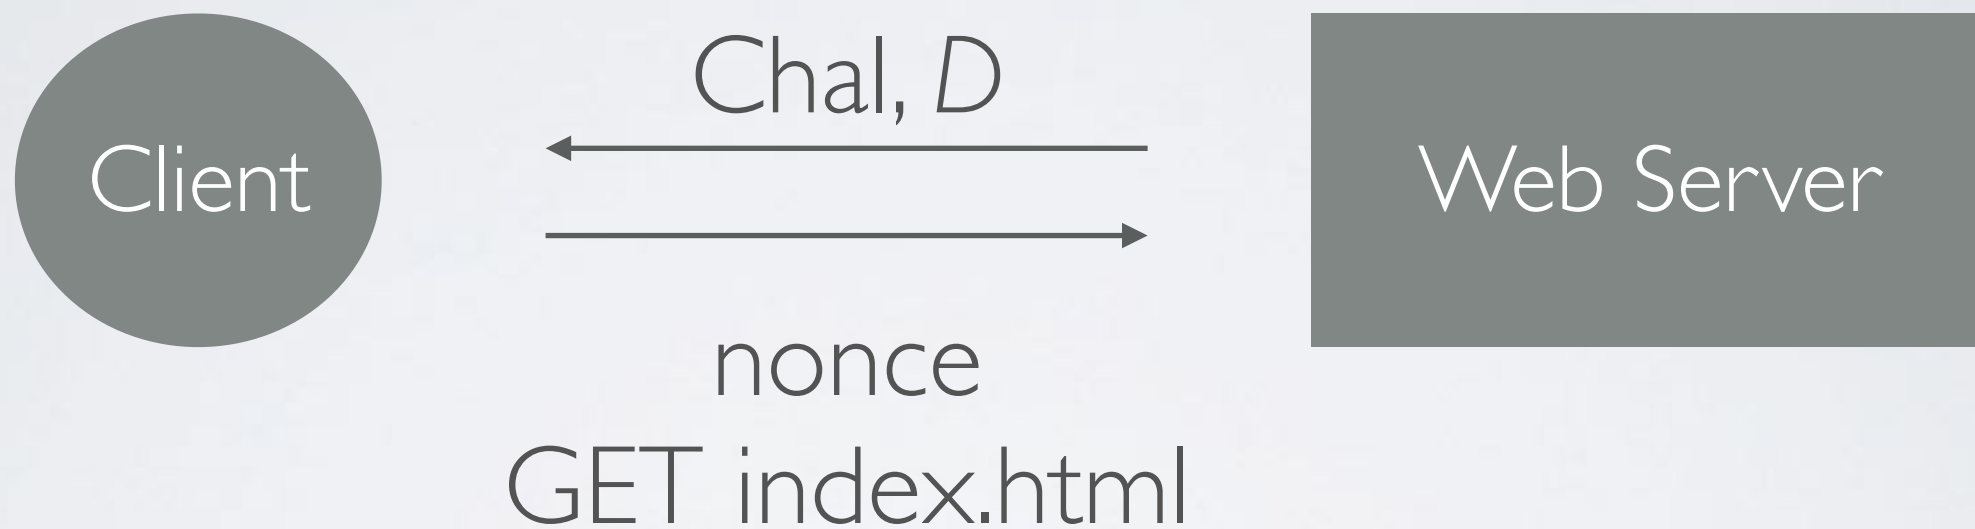 Chal, D
Client
Web Server
nonce
GET index.html